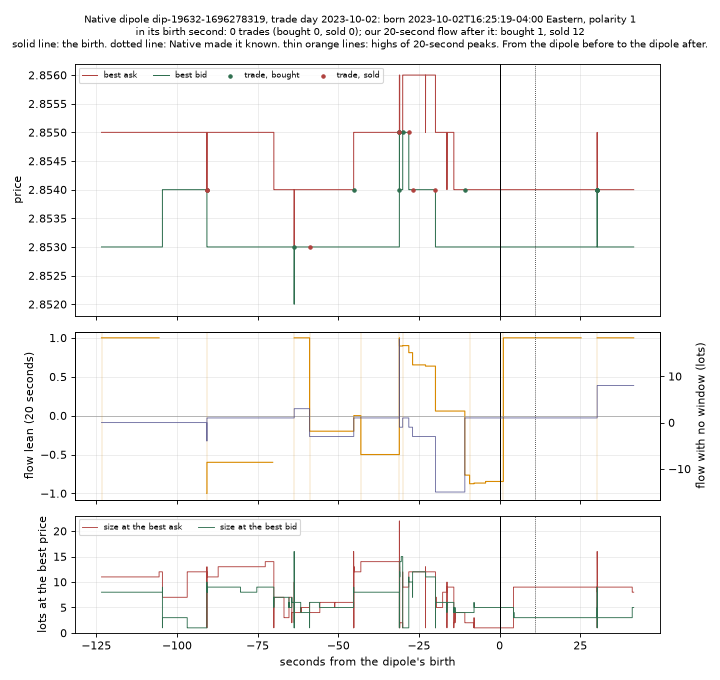 Native dipole dip-19632-1696278319, trade day 2023-10-02: born 2023-10-02T16:25:19-04:00 Eastern, polarity 1
in its birth second: 0 trades (bought 0, sold 0); our 20-second flow after it: bought 1, sold 12
solid line: the birth. dotted line: Native made it known. thin orange lines: highs of 20-second peaks. From the dipole before to the dipole after.
best ask
best bid
trade, bought
trade, sold
2.8560
2.8555
2.8550
2.8545
2.8540
2.8535
2.8530
2.8525
2.8520
price
1.0
0.5
0.0
−0.5
−1.0
flow lean (20 seconds)
10
0
−10
flow with no window (lots)
size at the best ask
size at the best bid
20
15
10
5
0
lots at the best price
−125
−100
−75
−50
−25
0
25
seconds from the dipole's birth